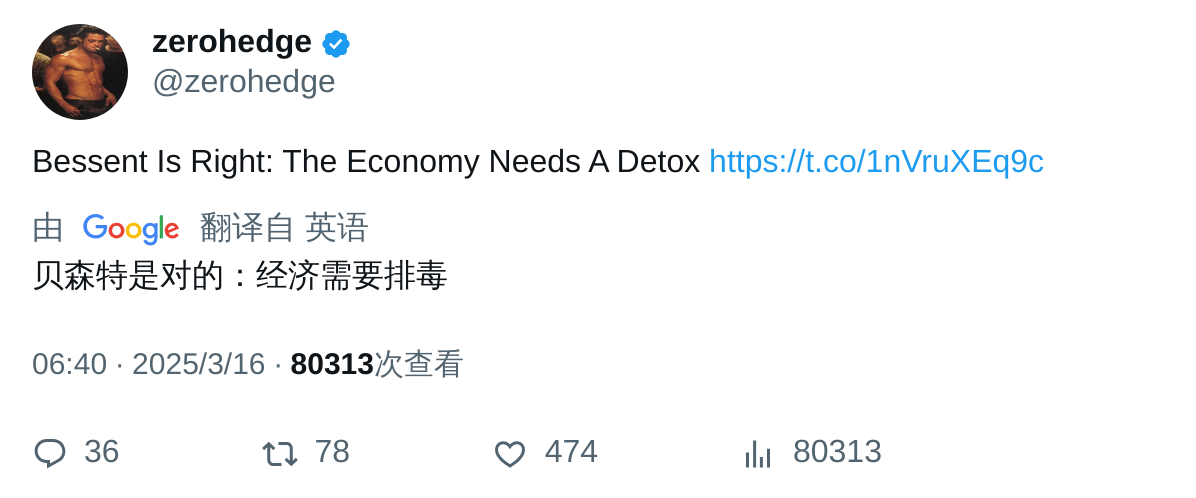 zerohedge
@zerohedge
Bessent Is Right: The Economy Needs A Detox https://t.co/1nVruXEq9c
由 Google 翻译自 英语
贝森特是对的：经济需要排毒
06:40 · 2025/3/16 · 80313次查看
36 78 474 80313